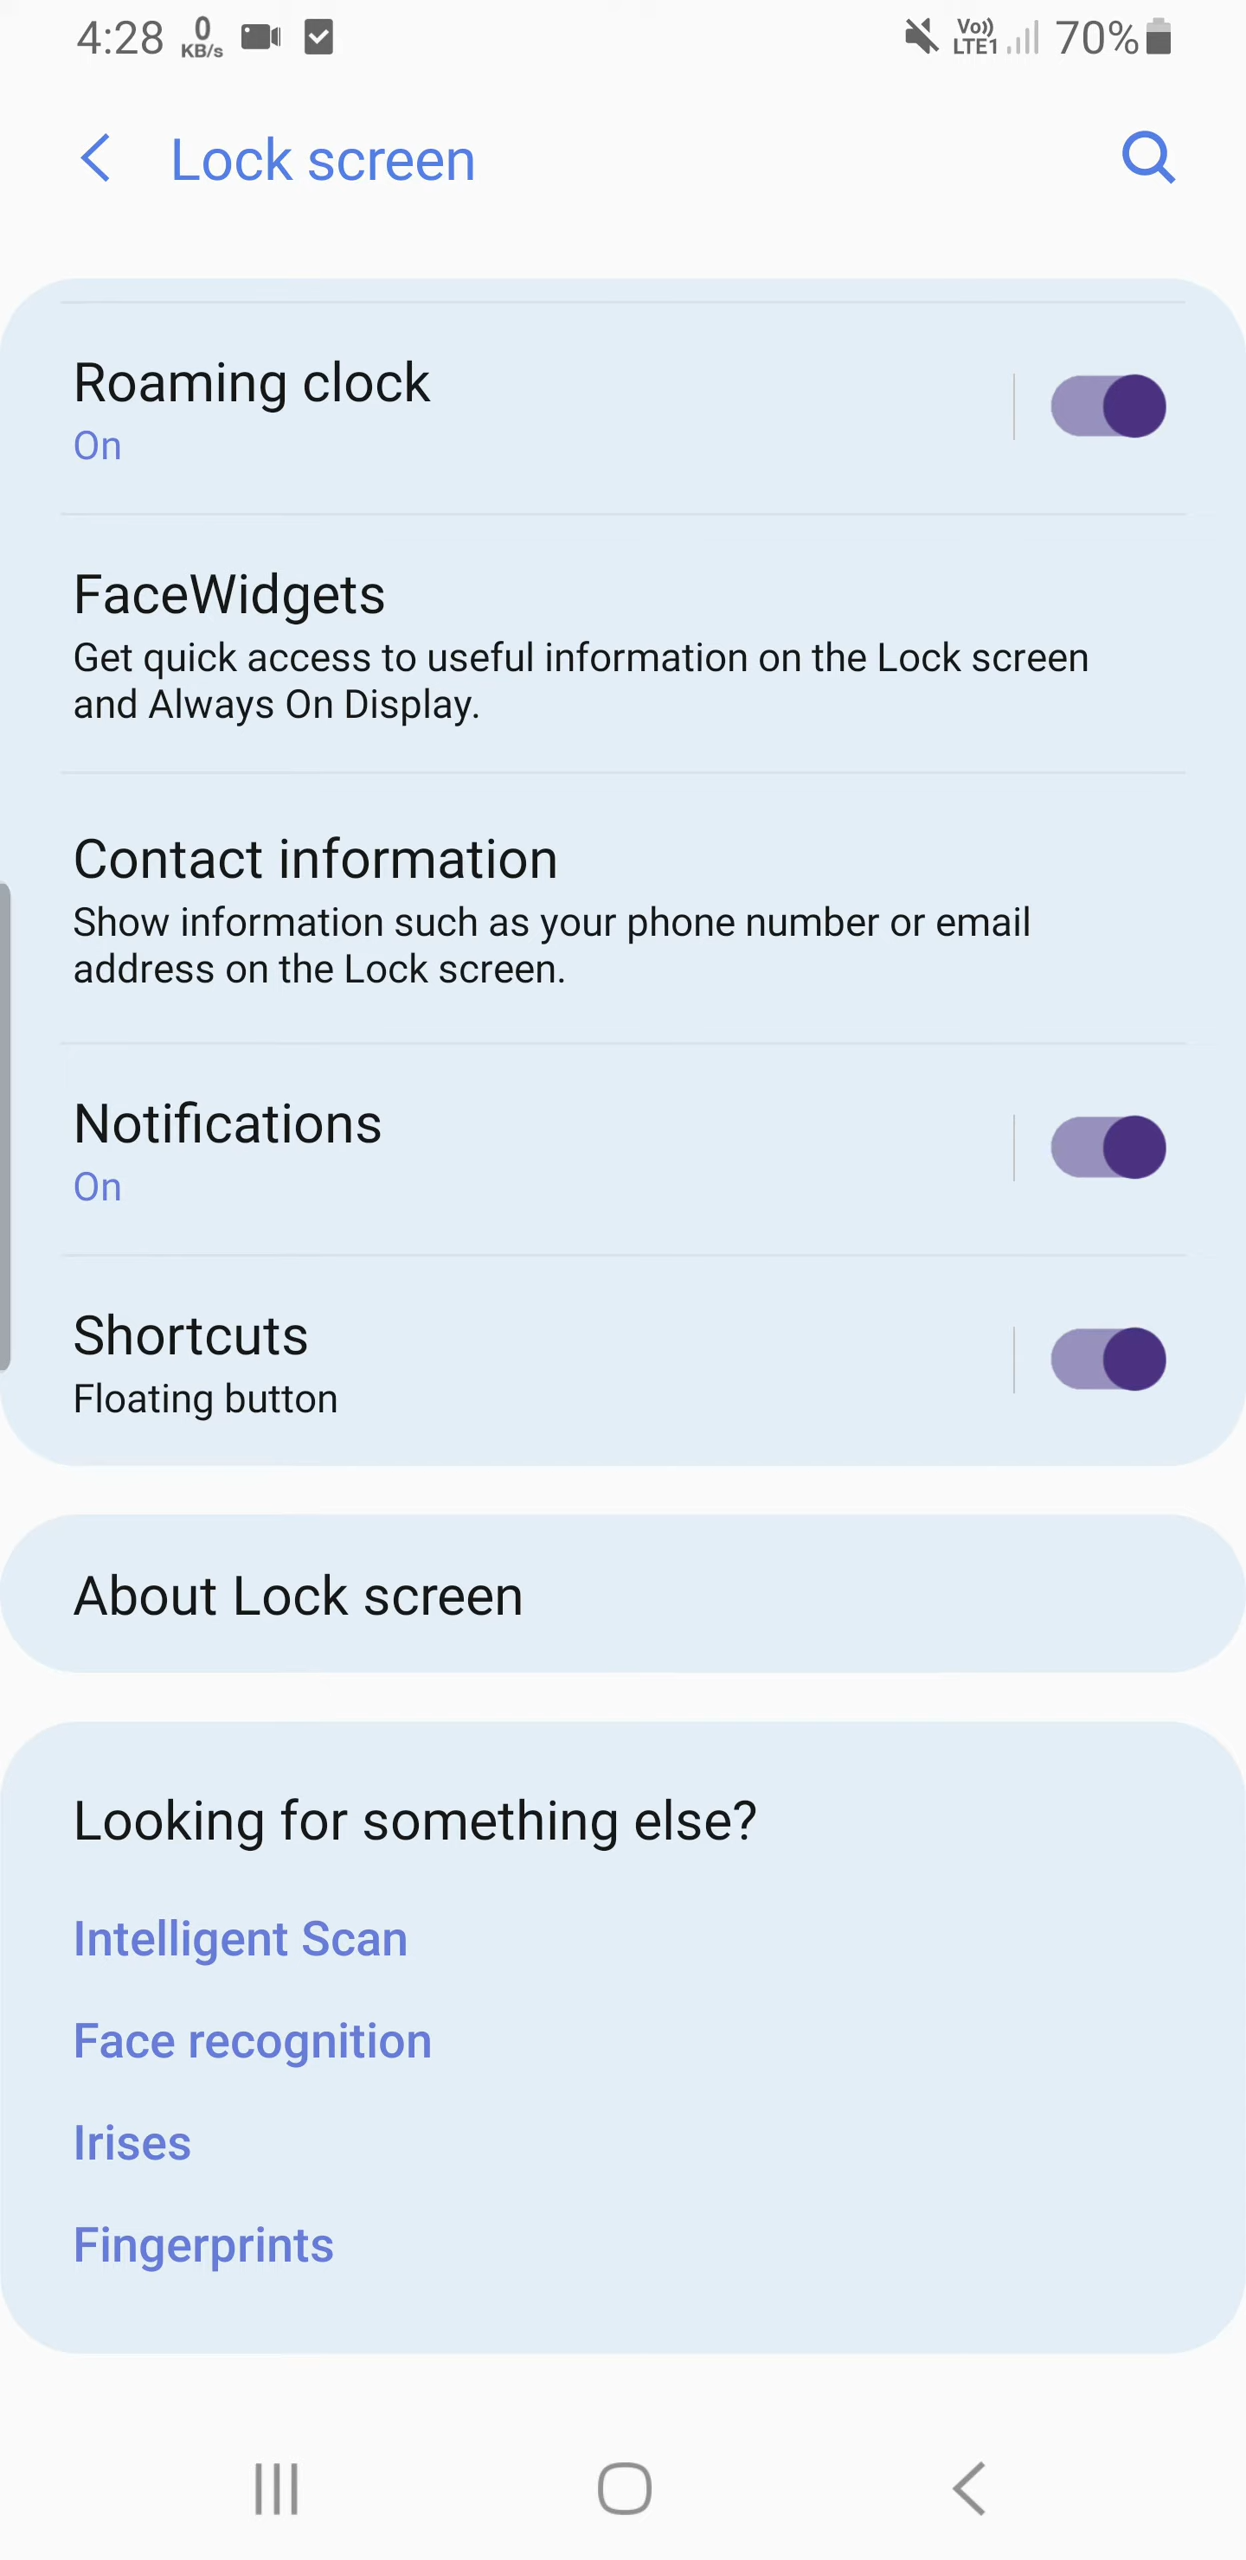 4:28 0 KB/s Vo)) LTE1 70%
Lock screen
Roaming clock
On
FaceWidgets
Get quick access to useful information on the Lock screen
and Always On Display.
Contact information
Show information such as your phone number or email
address on the Lock screen.
Notifications
On
Shortcuts
Floating button
About Lock screen
Looking for something else?
Intelligent Scan
Face recognition
Irises
Fingerprints